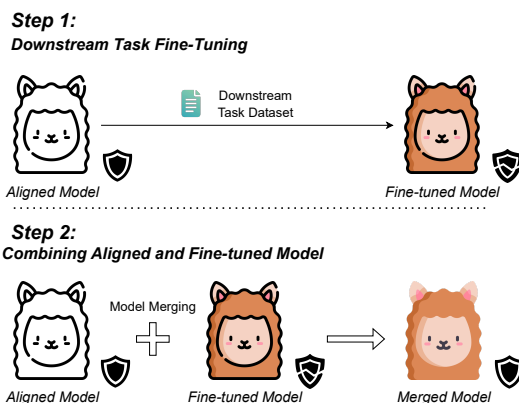 Step 1:
Downstream Task Fine-Tuning
Downstream
Task Dataset
Aligned Model
Fine-tuned Model
Step 2:
Combining Aligned and Fine-tuned Model
Model Merging
Aligned Model
Fine-tuned Model
Merged Model